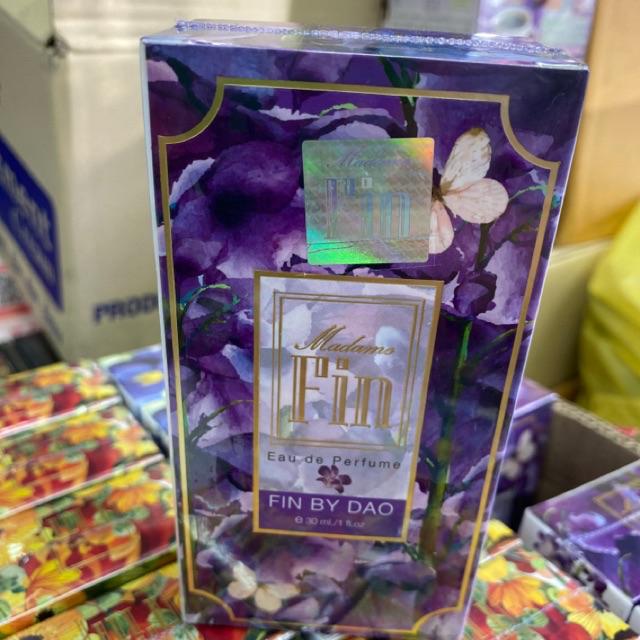 Madame
Fin
Madame
Fin
Eau de Perfume
FIN BY DAO
e 30 ml./1 fl.oz
PROD